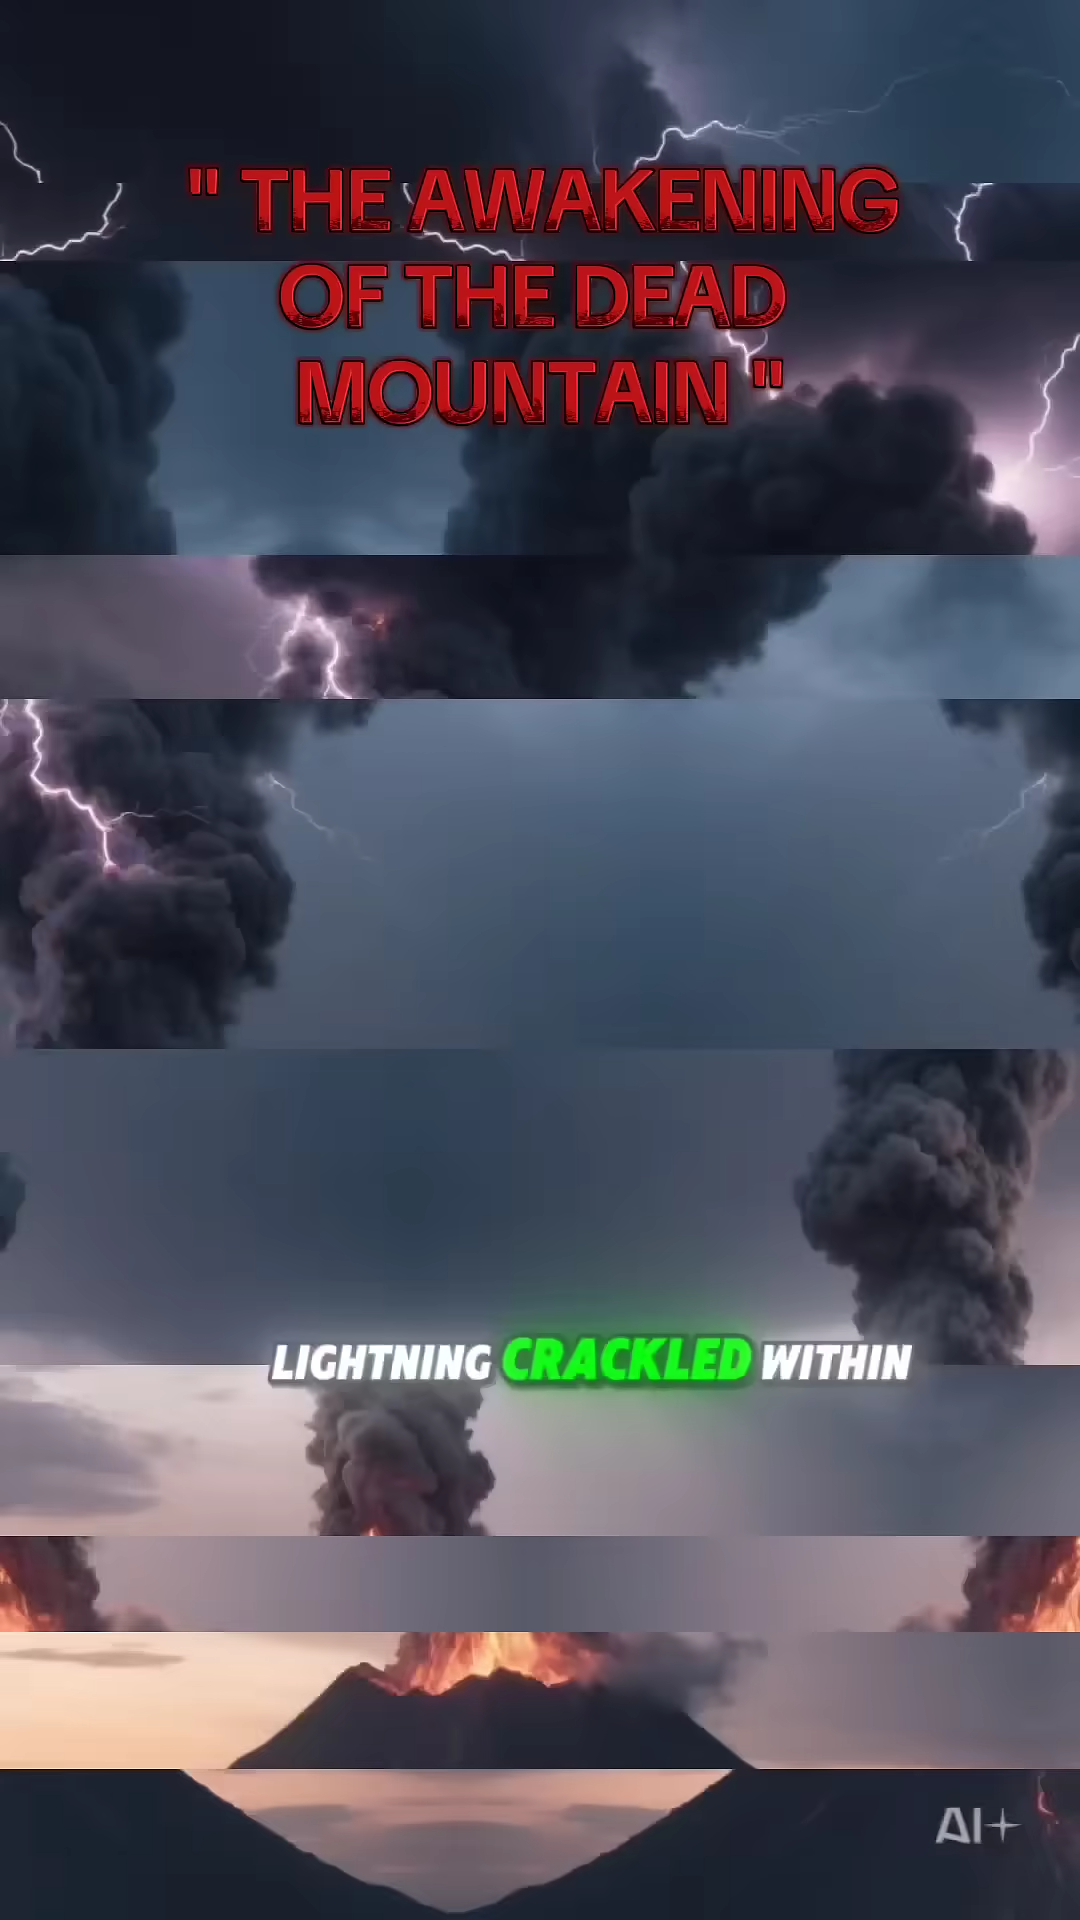 " THE AWAKENING
OF THE DEAD
MOUNTAIN "
LIGHTNING CRACKLED WITHIN
AI+